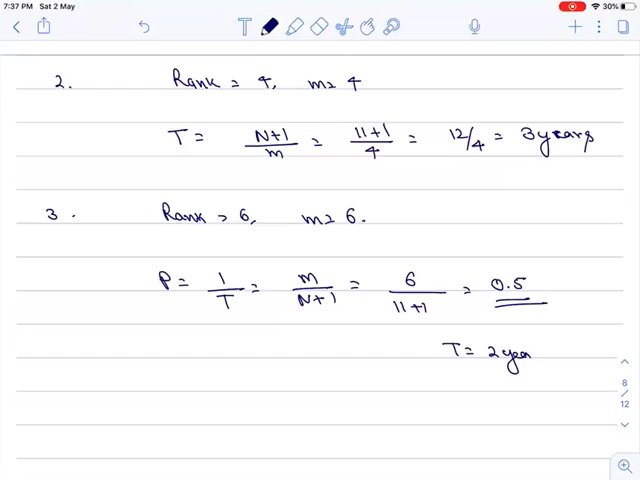 7:37 PM Sat 2 May
30%
2. Rank = 4, m= 4
T = N+1/m = 11+1/4 = 12/4 = 3 years
3. Rank = 6, m= 6.
P = 1/T = m/N+1 = 6/11+1 = 0.5
T = 2 year
8
/
12